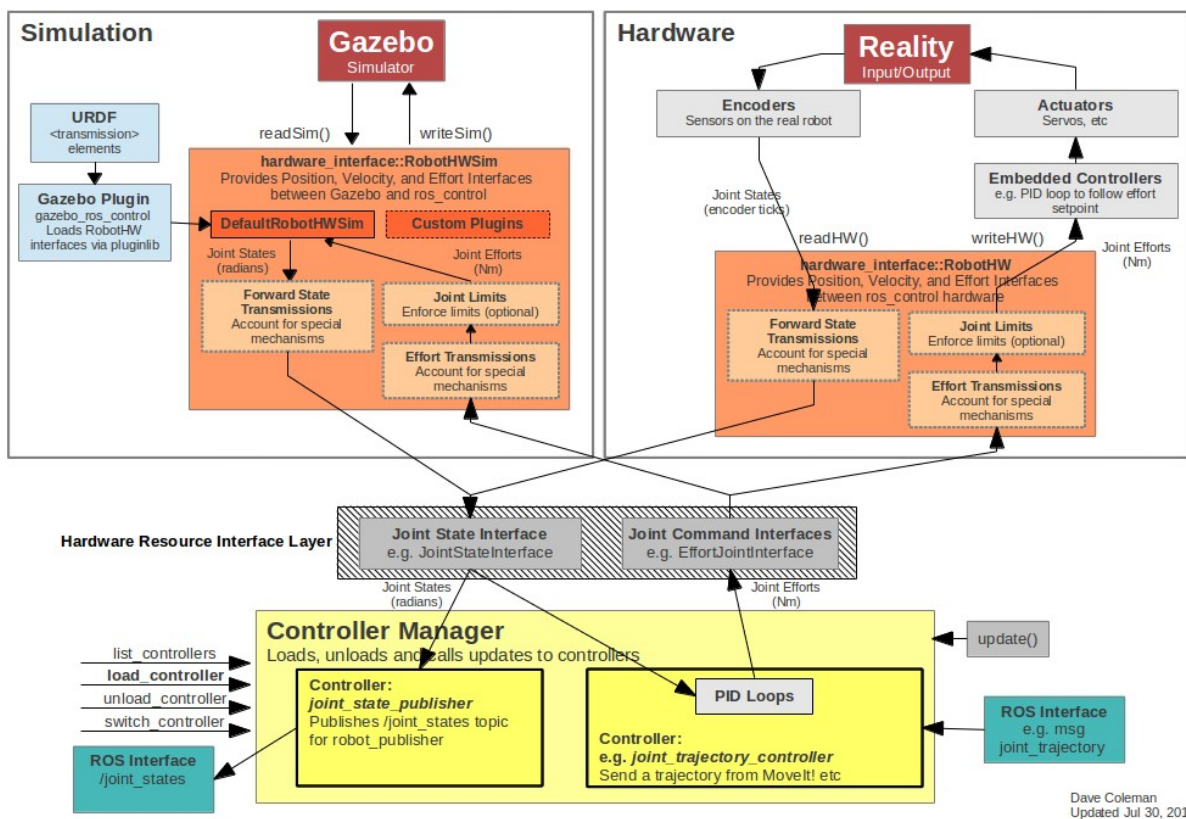 Simulation
Gazebo
Simulator
URDF
<transmission>
elements
readSim()
writeSim()
Gazebo Plugin
gazebo_ros_control
Loads RobotHW
interfaces via pluginlib
hardware_interface::RobotHWSim
Provides Position, Velocity, and Effort Interfaces
between Gazebo and ros_control
DefaultRobotHWSim
Custom Plugins
Joint States
(radians)
Joint Efforts
(Nm)
Forward State
Transmissions
Account for special
mechanisms
Joint Limits
Enforce limits (optional)
Effort Transmissions
Account for special
mechanisms
Hardware
Reality
Input/Output
Encoders
Sensors on the real robot
Actuators
Servos, etc
Embedded Controllers
e.g. PID loop to follow effort
setpoint
Joint States
(encoder ticks)
readHW()
writeHW()
Joint Efforts
(Nm)
hardware_interface::RobotHW
Provides Position, Velocity, and Effort Interfaces
between ros_control hardware
Forward State
Transmissions
Account for special
mechanisms
Joint Limits
Enforce limits (optional)
Effort Transmissions
Account for special
mechanisms
Hardware Resource Interface Layer
Joint State Interface
e.g. JointStateInterface
Joint Command Interfaces
e.g. EffortJointInterface
Joint States
(radians)
Joint Efforts
(Nm)
Controller Manager
Loads, unloads and calls updates to controllers
update()
list_controllers
load_controller
unload_controller
switch_controller
Controller:
joint_state_publisher
Publishes /joint_states topic
for robot_publisher
PID Loops
Controller:
e.g. joint_trajectory_controller
Send a trajectory from MoveIt! etc
ROS Interface
/joint_states
ROS Interface
e.g. msg
joint_trajectory
Dave Coleman
Updated Jul 30, 201